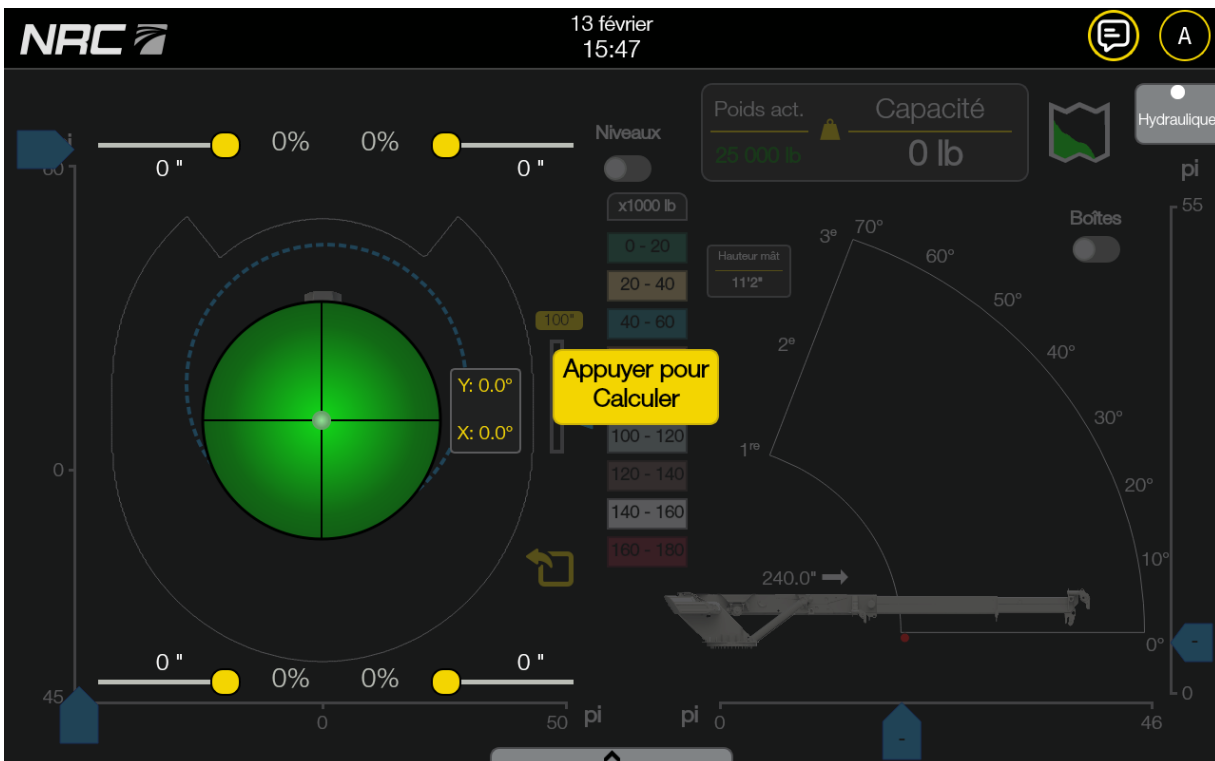 NRC
13 février
15:47
A
Hydraulique
Poids act.
25 000 lb
Capacité
0 lb
pi
0% 0%
0 " 0 "
Niveaux
x1000 lb
0 - 20
20 - 40
40 - 60
100 - 120
120 - 140
140 - 160
160 - 180
100"
Y: 0.0°
X: 0.0°
Appuyer pour
Calculer
Hauteur mât
11'2"
Boîtes
55
0
pi
3e 70°
60°
50°
2e
40°
30°
1re
20°
10°
0°
240.0"
0
45
0 50 pi
0 " 0 "
0% 0%
pi 0 46
-
-